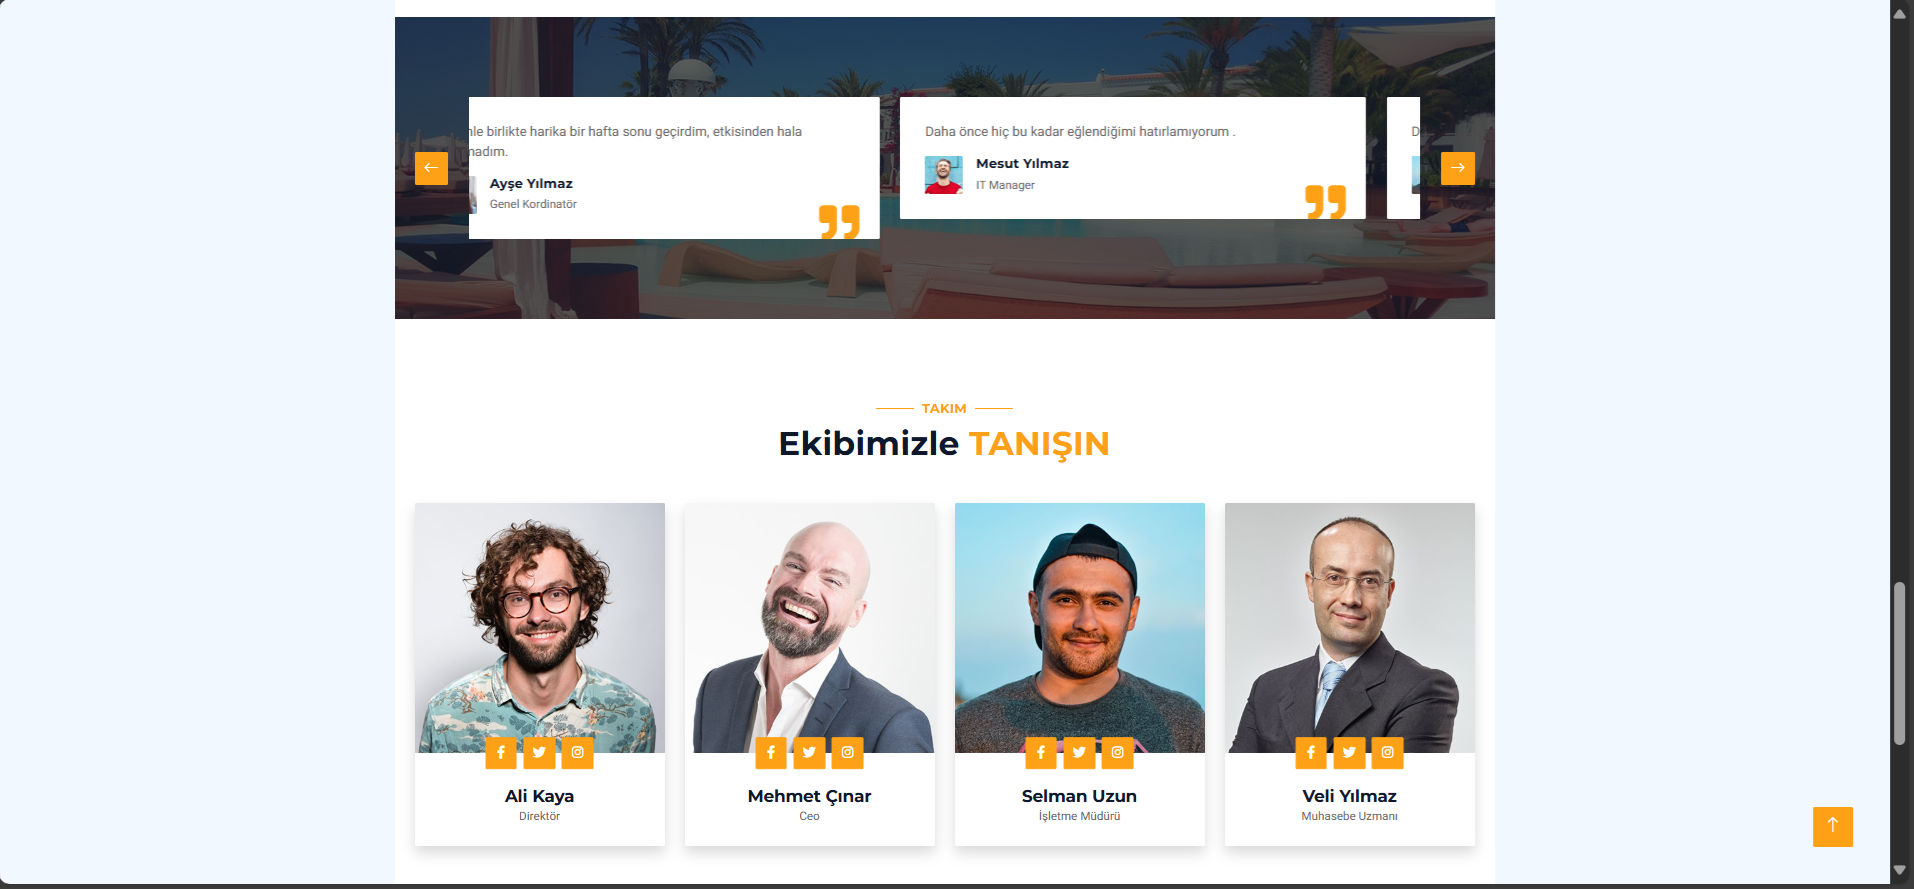 birlikte harika bir hafta sonu geçirdim, etkisinden hala
Ayşe Yılmaz
Genel Kordinatör
Daha önce hiç bu kadar eğlendiğimi hatırlamıyorum .
Mesut Yılmaz
IT Manager
D
TAKIM
Ekibimizle TANIŞIN
Ali Kaya
Direktör
Mehmet Çınar
Ceo
Selman Uzun
İşletme Müdürü
Veli Yılmaz
Muhasebe Uzmanı